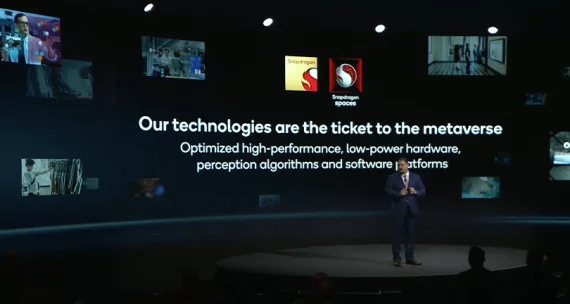 Snapdragon
Snapdragon
spaces
Our technologies are the ticket to the metaverse
Optimized high-performance, low-power hardware,
perception algorithms and software platforms